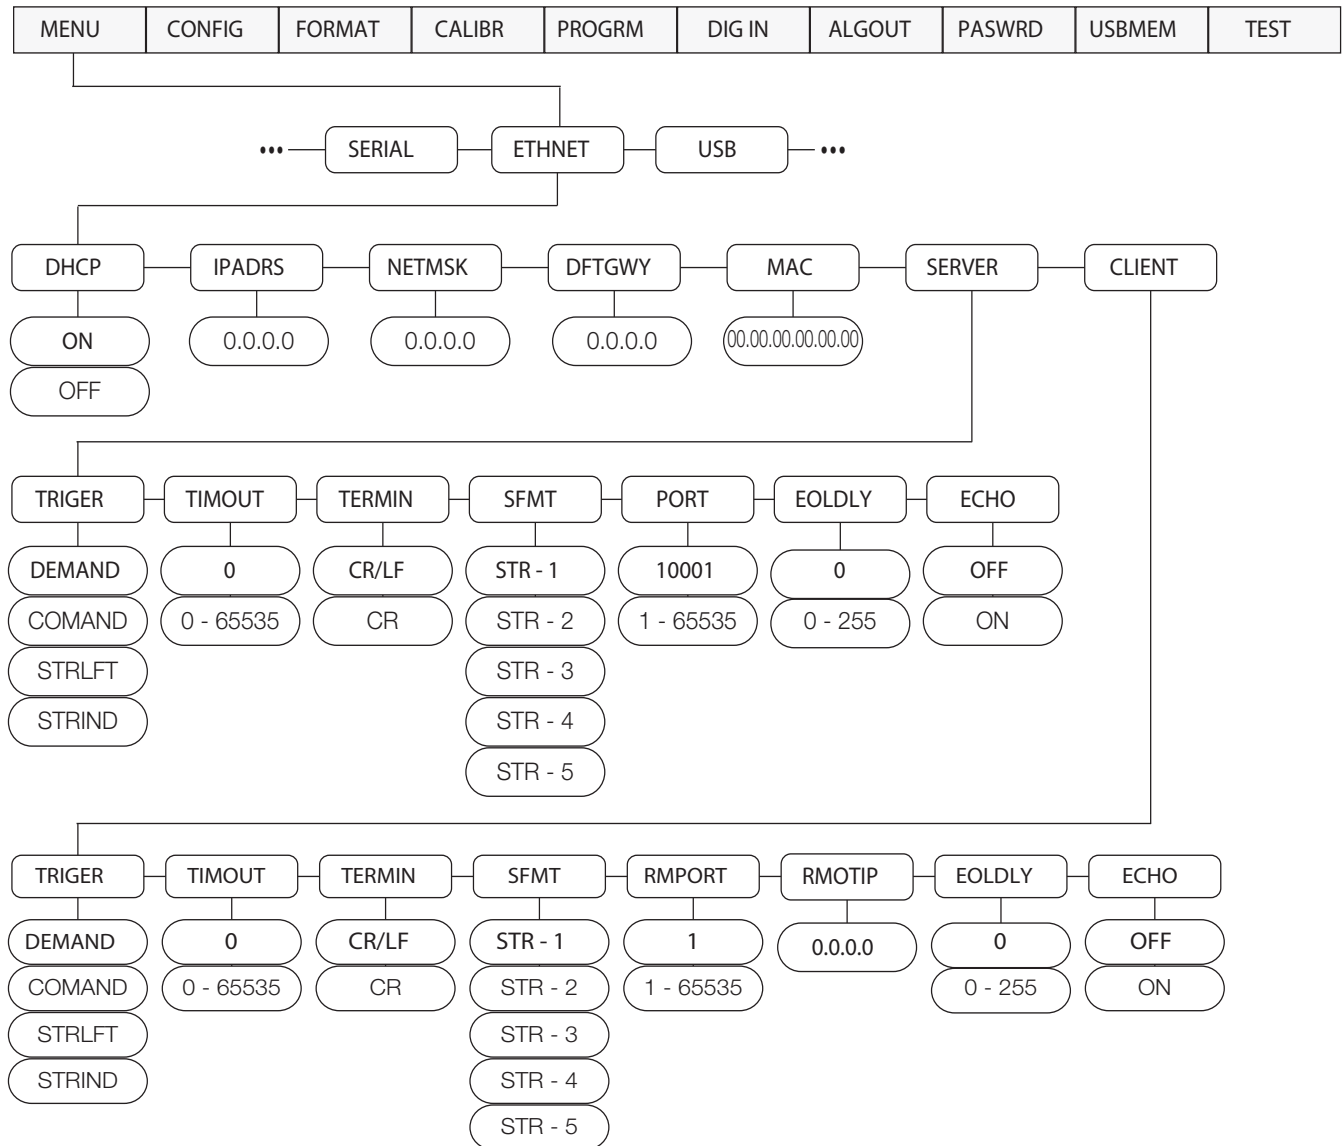 MENU CONFIG FORMAT CALIBR PROGRM DIG IN ALGOUT PASWRD USBMEM TEST
••• SERIAL ETHNET USB •••
DHCP IPADRS NETMSK DFTGWY MAC SERVER CLIENT
ON 0.0.0.0 0.0.0.0 0.0.0.0 00.00.00.00.00.00
OFF
TRIGER TIMOUT TERMIN SFMT PORT EOLDLY ECHO
DEMAND 0 CR/LF STR - 1 10001 0 OFF
COMAND 0 - 65535 CR STR - 2 1 - 65535 0 - 255 ON
STRLFT STR - 3
STRIND STR - 4
STR - 5
TRIGER TIMOUT TERMIN SFMT RMPORT RMOTIP EOLDLY ECHO
DEMAND 0 CR/LF STR - 1 1 0.0.0.0 0 OFF
COMAND 0 - 65535 CR STR - 2 1 - 65535 0 - 255 ON
STRLFT STR - 3
STRIND STR - 4
STR - 5